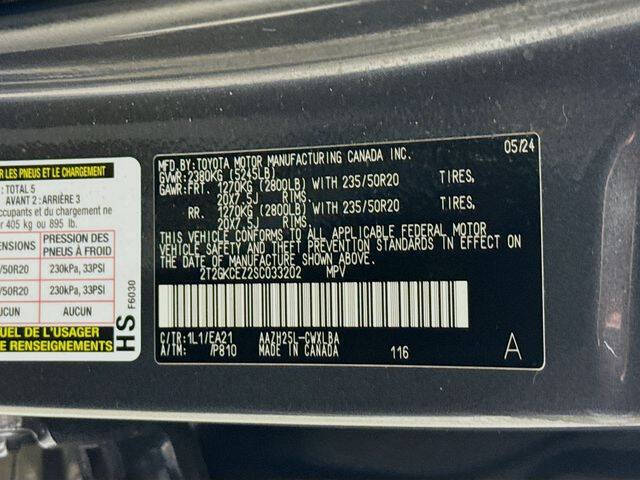 MFD. BY:TOYOTA MOTOR MANUFACTURING CANADA INC. 05/24
GVWR:2380KG (5245LB)
GAWR:FRT. 1270KG (2800LB) WITH 235/50R20 TIRES,
20X7.5J RIMS,
RR. 1270KG (2800LB) WITH 235/50R20 TIRES,
20X7.5J RIMS,
THIS VEHICLE CONFORMS TO ALL APPLICABLE FEDERAL MOTOR
VEHICLE SAFETY AND THEFT PREVENTION STANDARDS IN EFFECT
ON THE DATE OF MANUFACTURE SHOWN ABOVE.
2T2GKCEZ2SC033202 MPV
C/TR:1L1/EA21 AAZH25L-CWXLBA
A/TM: /P810 MADE IN CANADA 116 A
R LES PNEUS ET LE CHARGEMENT
: TOTAL 5
AVANT 2 : ARRIÈRE 3
ccupants et du chargement ne
r 405 kg ou 895 lb.
ENSIONS PRESSION DES
PNEUS À FROID
/50R20 230kPa, 33PSI
/50R20 230kPa, 33PSI
AUCUN AUCUN
U DE L'USAGER
E RENSEIGNEMENTS
HS F6030